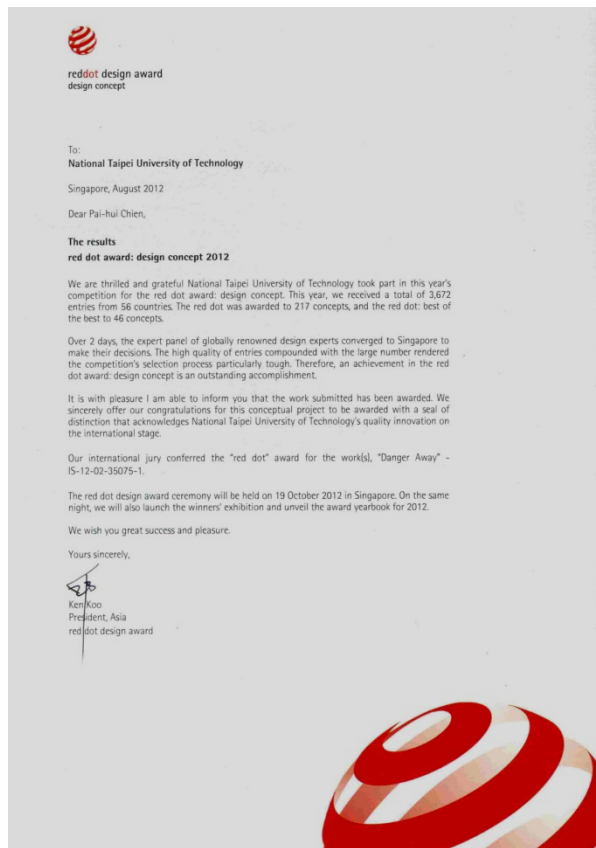 reddot design award
design concept
To:
National Taipei University of Technology
Singapore, August 2012
Dear Pai-hui Chien,
The results
red dot award: design concept 2012
We are thrilled and grateful National Taipei University of Technology took part in this year's
competition for the red dot award: design concept. This year, we received a total of 3,672
entries from 56 countries. The red dot was awarded to 217 concepts, and the red dot: best of
the best to 46 concepts.
Over 2 days, the expert panel of globally renowned design experts converged to Singapore to
make their decisions. The high quality of entries compounded with the large number rendered
the competition's selection process particularly tough. Therefore, an achievement in the red
dot award: design concept is an outstanding accomplishment.
It is with pleasure I am able to inform you that the work submitted has been awarded. We
sincerely offer our congratulations for this conceptual project to be awarded with a seal of
distinction that acknowledges National Taipei University of Technology's quality innovation on
the international stage.
Our international jury conferred the "red dot" award for the work(s), "Danger Away" -
IS-12-02-35075-1.
The red dot design award ceremony will be held on 19 October 2012 in Singapore. On the same
night, we will also launch the winners' exhibition and unveil the award yearbook for 2012.
We wish you great success and pleasure.
Yours sincerely,
Ken Koo
President, Asia
red dot design award